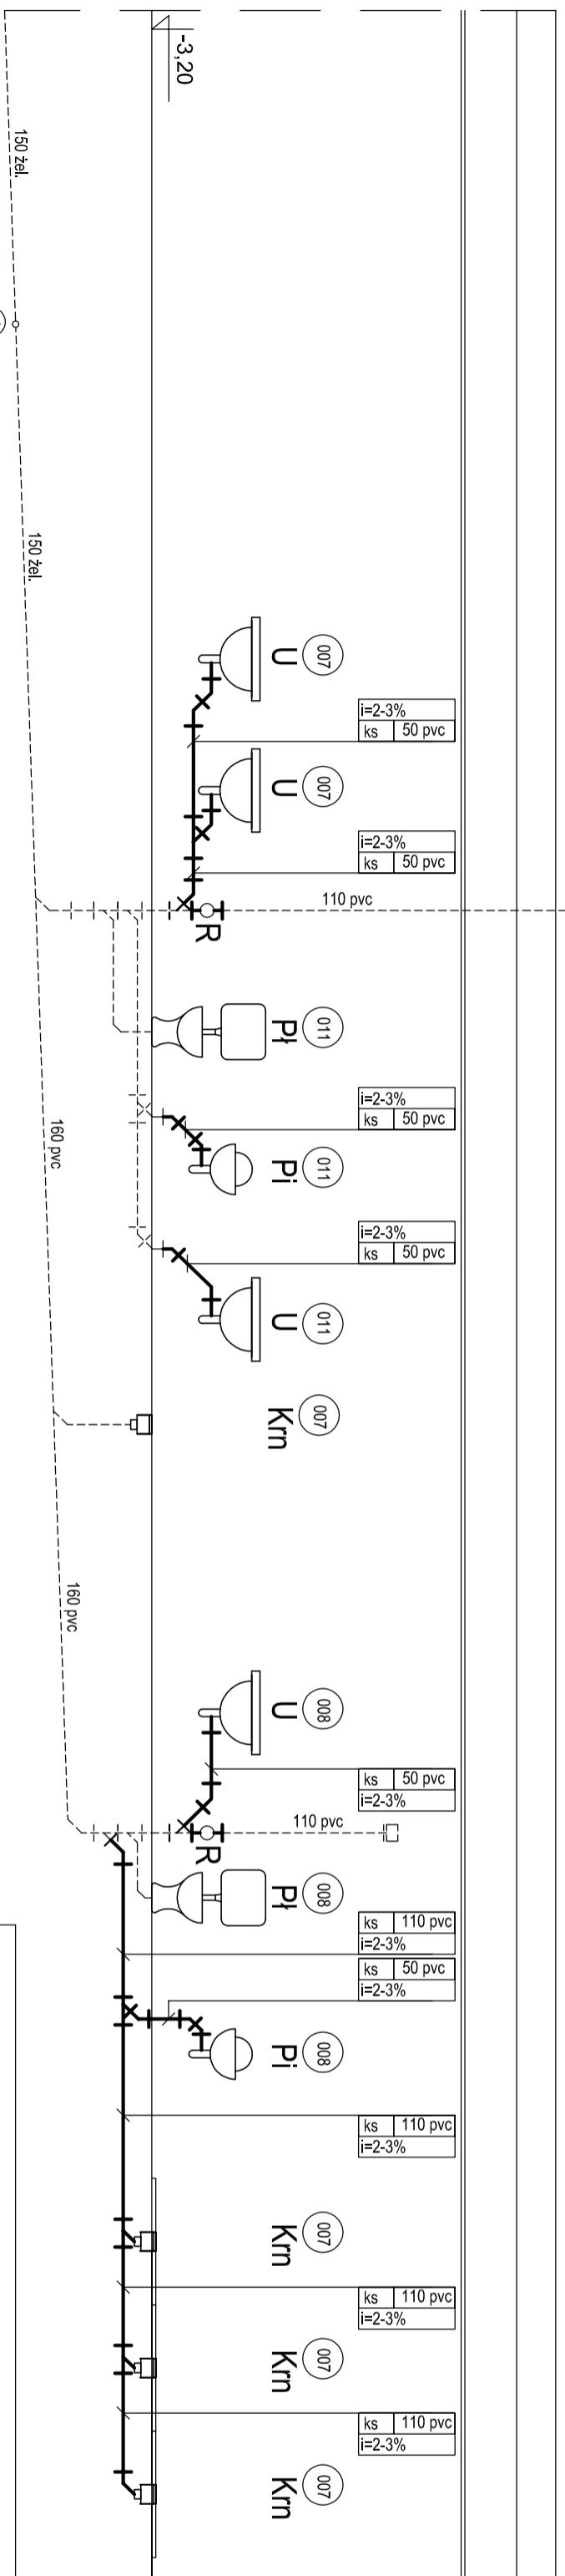 -3,20
150 żel.
150 żel.
007
U
i=2-3%
ks 50 pvc
007
U
i=2-3%
ks 50 pvc
110 pvc
R
011
Pł
i=2-3%
ks 50 pvc
160 pvc
011
Pi
i=2-3%
ks 50 pvc
011
U
007
Krn
160 pvc
008
U
ks 50 pvc
i=2-3%
110 pvc
R
008
Pł
ks 110 pvc
i=2-3%
ks 50 pvc
i=2-3%
008
Pi
ks 110 pvc
i=2-3%
007
Krn
ks 110 pvc
i=2-3%
007
Krn
ks 110 pvc
i=2-3%
007
Krn